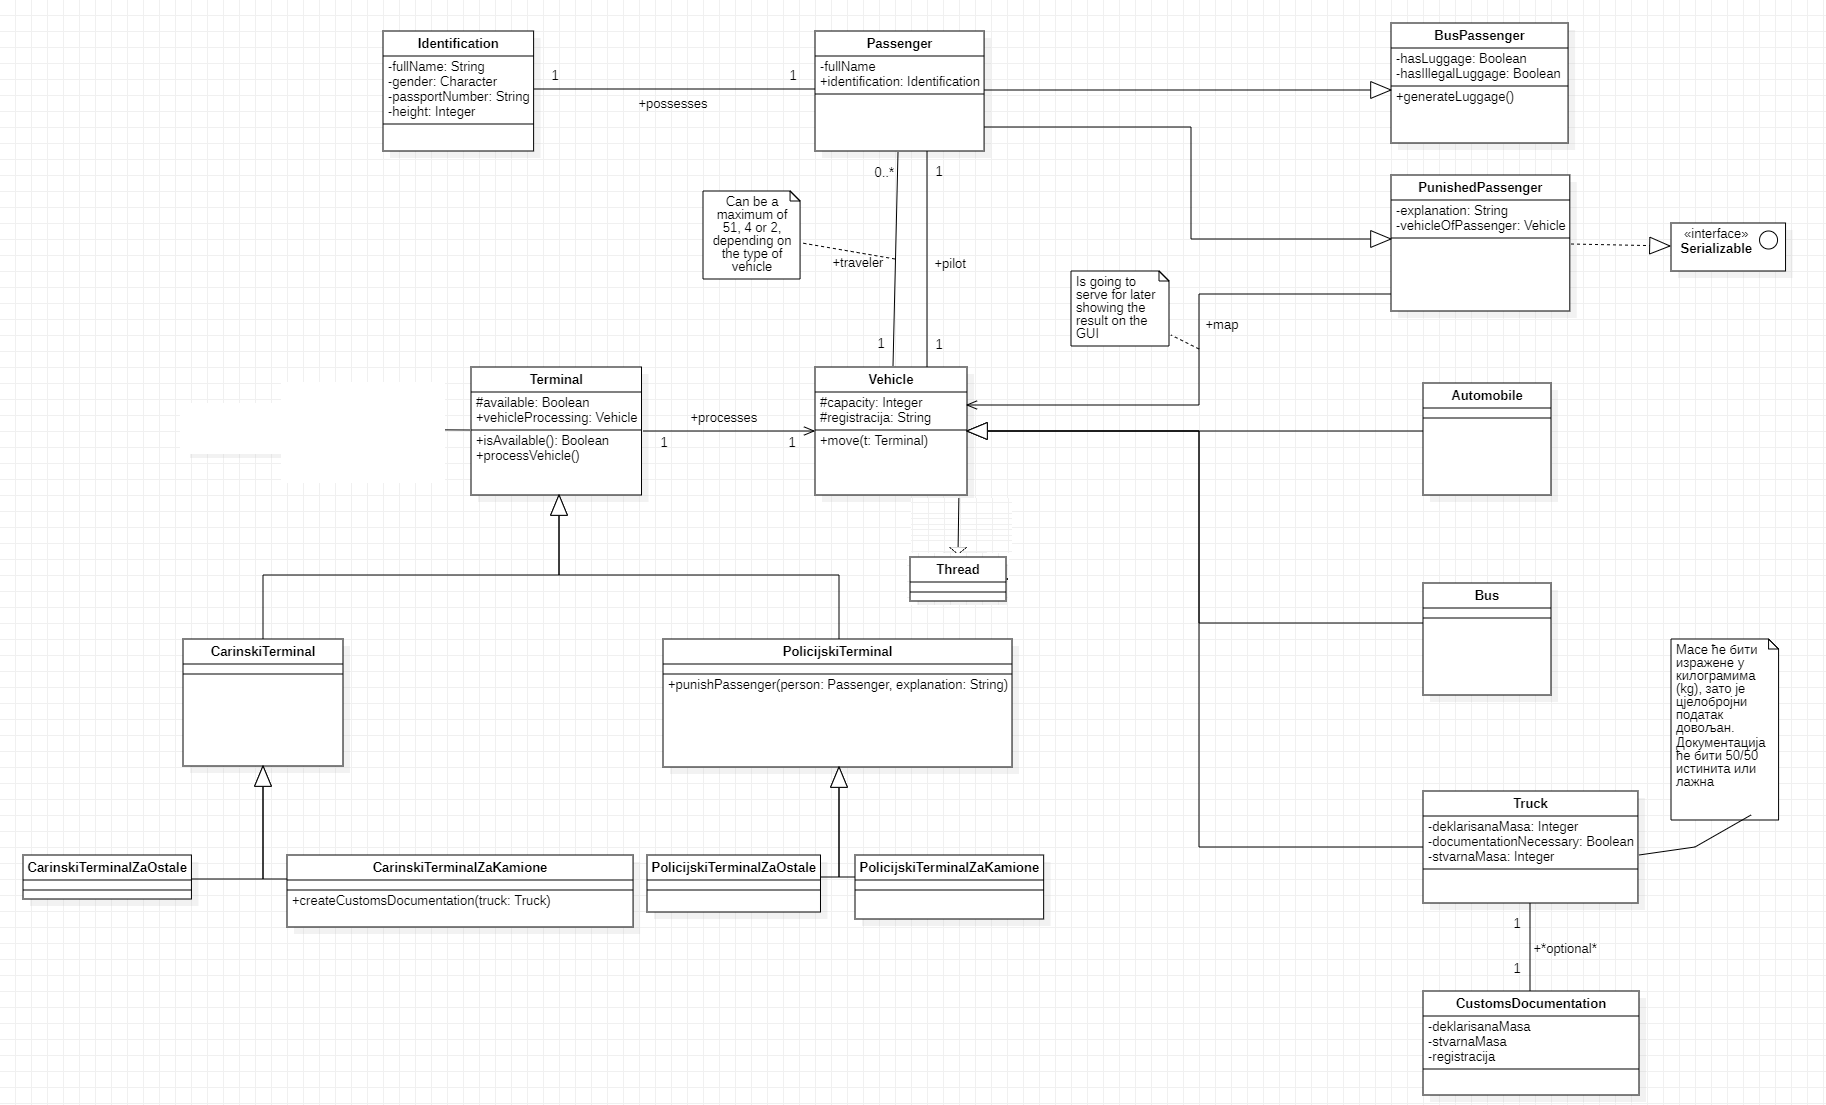 Identification
-fullName: String
-gender: Character
-passportNumber: String
-height: Integer
1
1
+possesses
Passenger
-fullName
+identification: Identification
BusPassenger
-hasLuggage: Boolean
-hasIllegalLuggage: Boolean
+generateLuggage()
PunishedPassenger
-explanation: String
-vehicleOfPassenger: Vehicle
«interface»
Serializable
0..*
1
Can be a
maximum of
51, 4 or 2,
depending on
the type of
vehicle
+traveler
+pilot
1
1
Is going to
serve for later
showing the
result on the
GUI
+map
Terminal
#available: Boolean
+vehicleProcessing: Vehicle
+isAvailable(): Boolean
+processVehicle()
+processes
1
1
Vehicle
#capacity: Integer
#registracija: String
+move(t: Terminal)
Automobile
Thread
Bus
CarinskiTerminal
PolicijskiTerminal
+punishPassenger(person: Passenger, explanation: String)
Масе ће бити
изражене у
килограмима
(kg), зато је
цјелобројни
податак
довољан.
Документација
ће бити 50/50
истинита или
лажна
Truck
-deklarisanaMasa: Integer
-documentationNecessary: Boolean
-stvarnaMasa: Integer
CarinskiTerminalZaOstale
CarinskiTerminalZaKamione
+createCustomsDocumentation(truck: Truck)
PolicijskiTerminalZaOstale
PolicijskiTerminalZaKamione
1
+*optional*
1
CustomsDocumentation
-deklarisanaMasa
-stvarnaMasa
-registracija